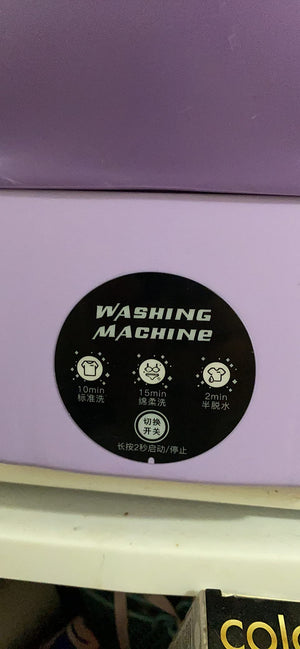 WASHING
MACHINE
10min
标准洗
15min
绵柔洗
2min
半脱水
切换
开关
长按2秒启动/停止
colo